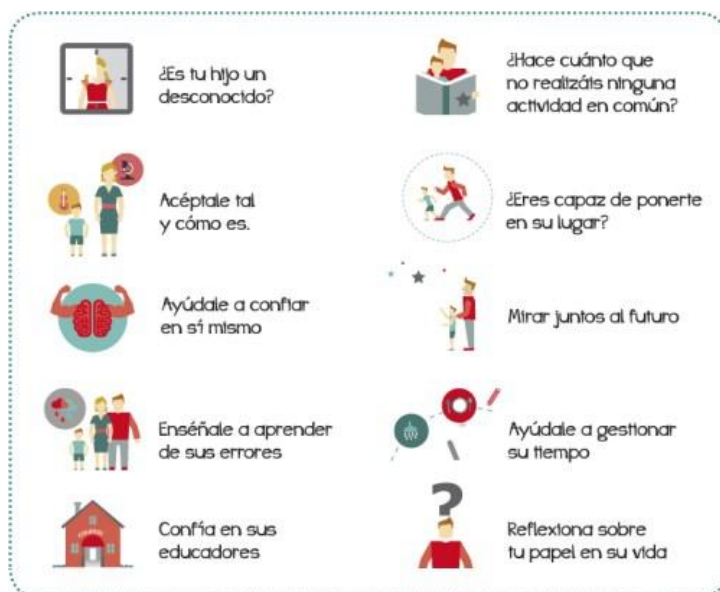 ¿Es tu hijo un
desconocido?
¿Hace cuánto que
no realizáis ninguna
actividad en común?
Acéptale tal
y cómo es.
¿Eres capaz de ponerte
en su lugar?
Ayúdale a confiar
en sí mismo
Mirar juntos al futuro
Enséñale a aprender
de sus errores
Ayúdale a gestionar
su tiempo
COLEGIO
Confía en sus
educadores
?
Reflexiona sobre
tu papel en su vida